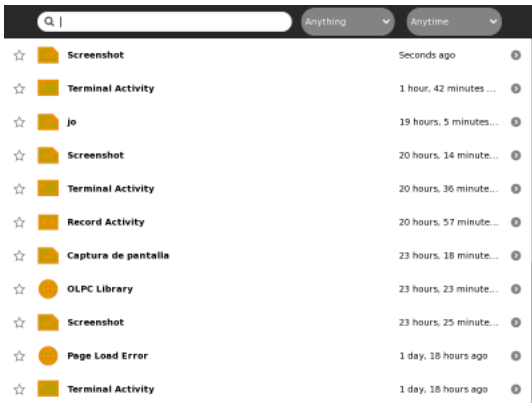 Anything Anytime
Screenshot Seconds ago
Terminal Activity 1 hour, 42 minutes ...
jo 19 hours, 5 minutes...
Screenshot 20 hours, 14 minute...
Terminal Activity 20 hours, 36 minute...
Record Activity 20 hours, 57 minute...
Captura de pantalla 23 hours, 18 minute...
OLPC Library 23 hours, 23 minute...
Screenshot 23 hours, 25 minute...
Page Load Error 1 day, 18 hours ago
Terminal Activity 1 day, 18 hours ago